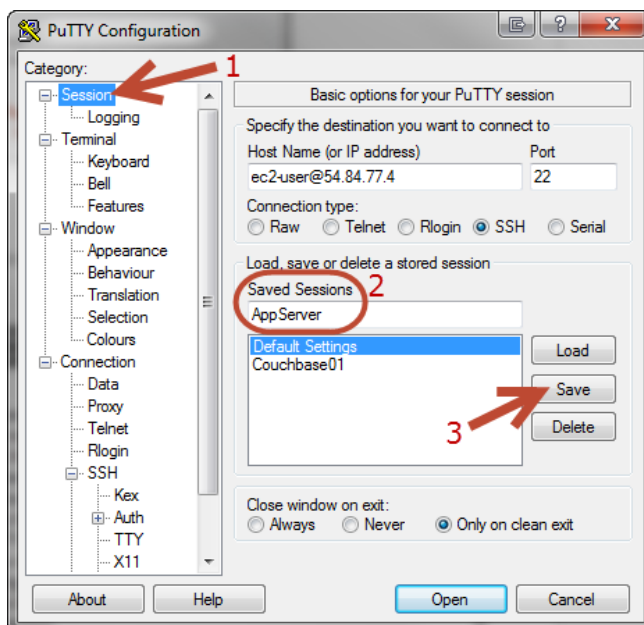 PuTTY Configuration
Category:
1
Session
Logging
Terminal
Keyboard
Bell
Features
Window
Appearance
Behaviour
Translation
Selection
Colours
Connection
Data
Proxy
Telnet
Rlogin
SSH
Kex
Auth
TTY
X11
Basic options for your PuTTY session
Specify the destination you want to connect to
Host Name (or IP address) Port
ec2-user@54.84.77.4 22
Connection type:
Raw Telnet Rlogin SSH Serial
Load, save or delete a stored session
Saved Sessions 2
AppServer
Default Settings
Couchbase01
Load
Save
Delete
3
Close window on exit:
Always Never Only on clean exit
About Help Open Cancel